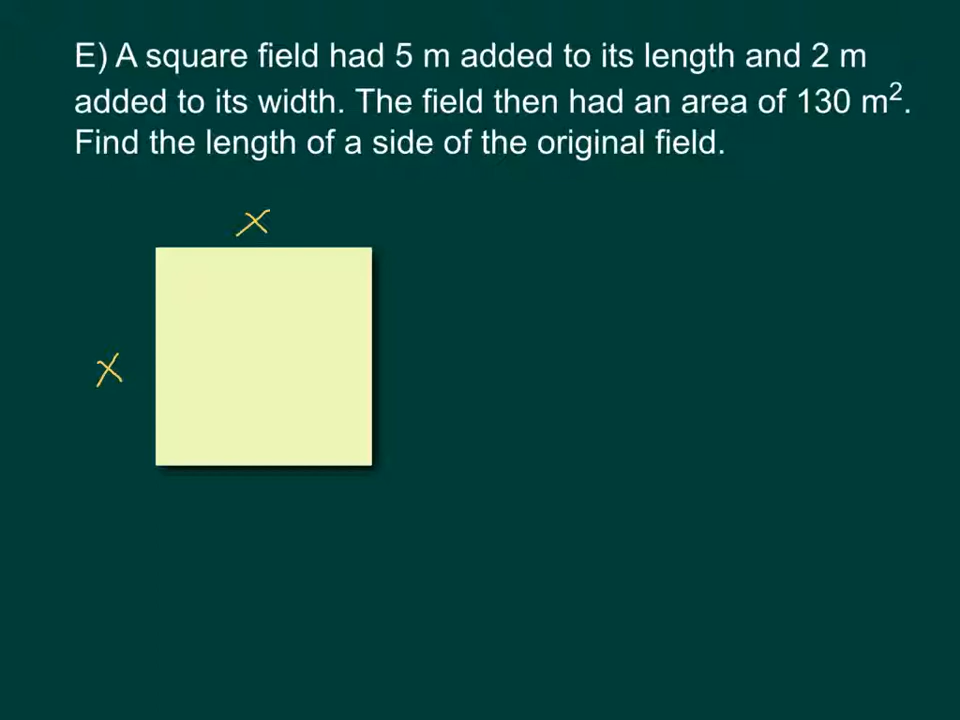 E) A square field had 5 m added to its length and 2 m
added to its width. The field then had an area of 130 m².
Find the length of a side of the original field.
x
x